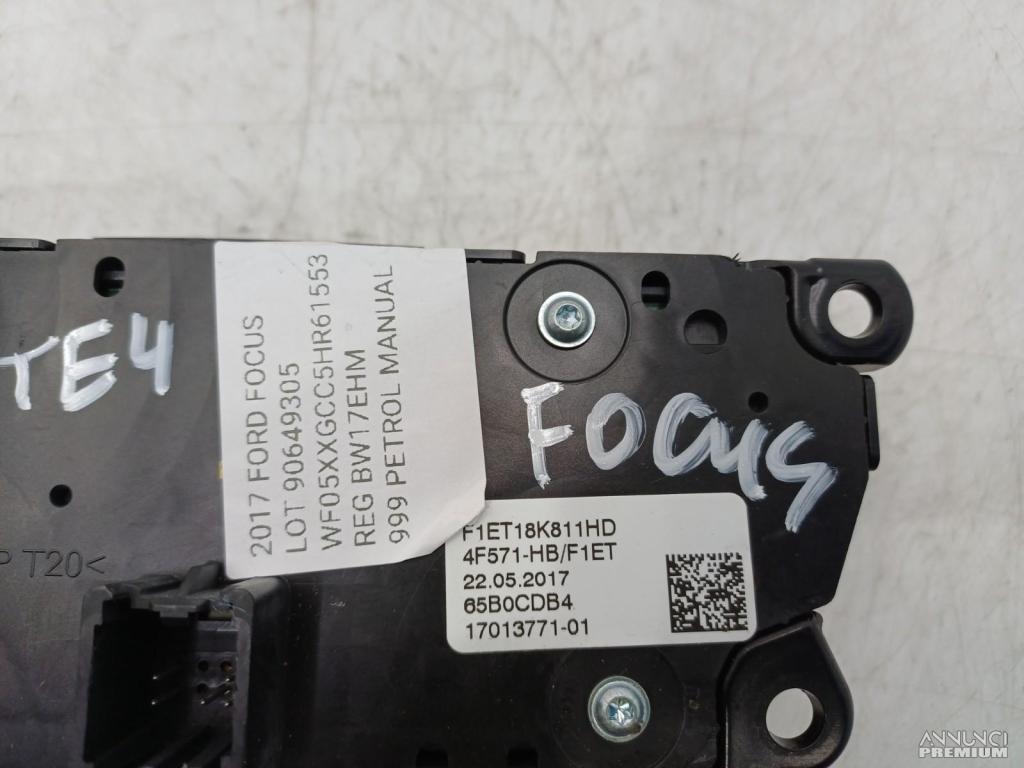 TE4
2017 FORD FOCUS
LOT 90649305
WF05XXGCC5HR61553
REG BW17EHM
999 PETROL MANUAL
FOCUS
F1ET18K811HD
4F571-HB/F1ET
22.05.2017
65B0CDB4
17013771-01
P T20<
ANNUNCI
PREMIUM